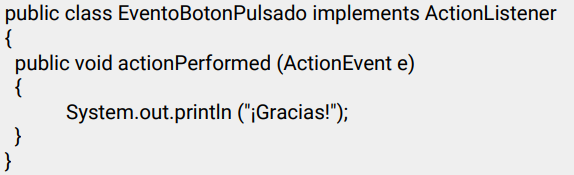 public class EventoBotonPulsado implements ActionListener
{
public void actionPerformed (ActionEvent e)
{
System.out.println ("¡Gracias!");
}
}